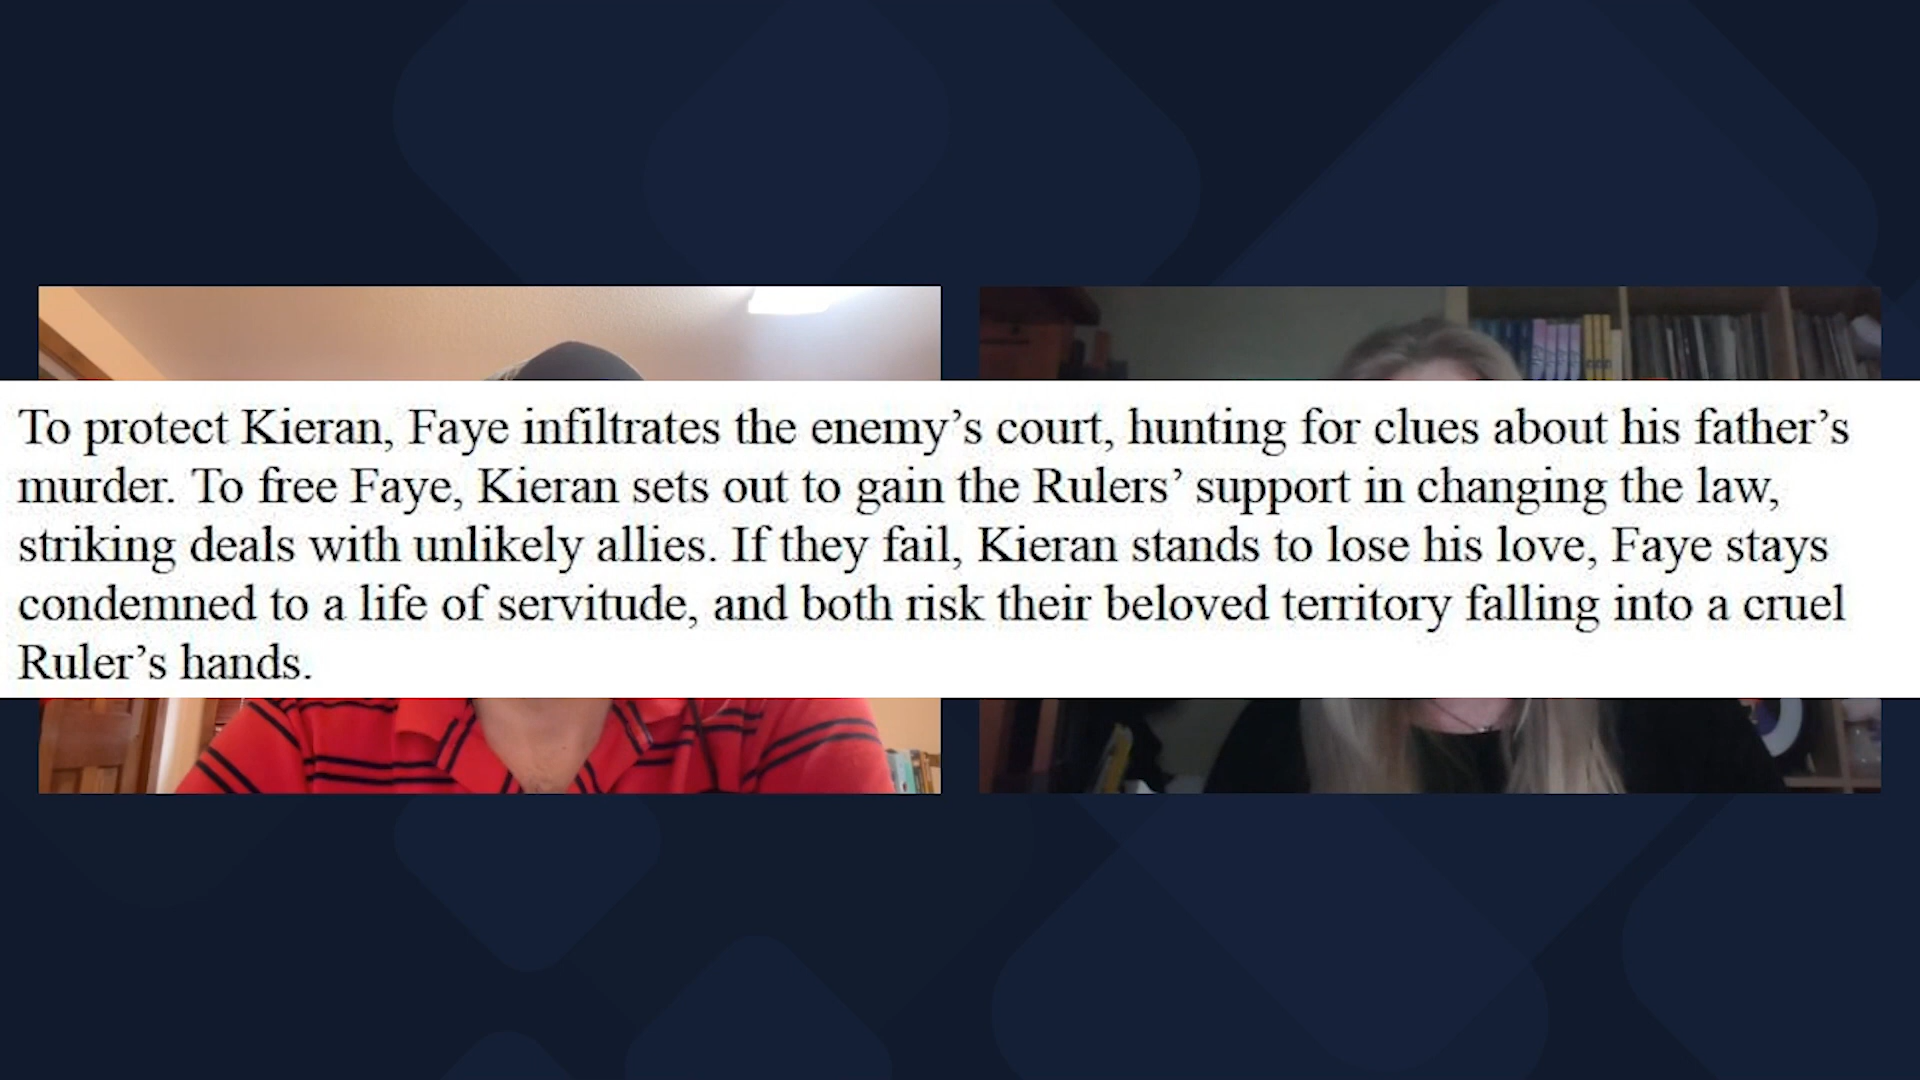 To protect Kieran, Faye infiltrates the enemy’s court, hunting for clues about his father’s
murder. To free Faye, Kieran sets out to gain the Rulers’ support in changing the law,
striking deals with unlikely allies. If they fail, Kieran stands to lose his love, Faye stays
condemned to a life of servitude, and both risk their beloved territory falling into a cruel
Ruler’s hands.